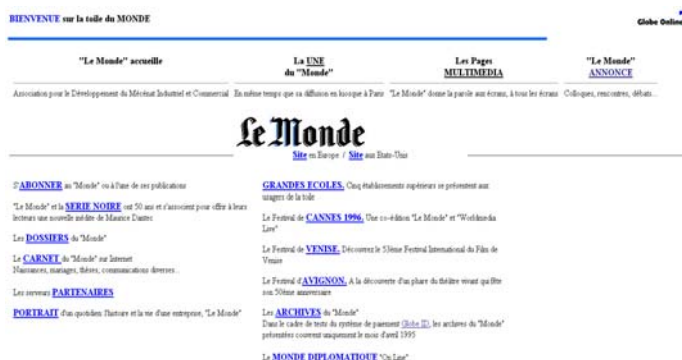 BIENVENUE sur la toile du MONDE
Globe Online
"Le Monde" accueille
La UNE
du "Monde"
Les Pages
MULTIMEDIA
"Le Monde"
ANNONCE
Association pour le Développement du Mécénat Industriel et Commercial
En même temps que sa diffusion en kiosque à Paris
"Le Monde" donne la parole aux écrans, à tous les écrans
Colloques, rencontres, débats...
Le Monde
Site en Europe / Site aux Etats-Unis
S'ABONNER au "Monde" ou à l'une de ses publications
"Le Monde" et la SERIE NOIRE ont 50 ans et s'associent pour offrir à leurs
lecteurs une nouvelle inédite de Maurice Dantec
Les DOSSIERS du "Monde"
Le CARNET du "Monde" sur Internet
Naissances, mariages, thèses, communications diverses...
Les serveurs PARTENAIRES
PORTRAIT d'un quotidien l'histoire et la vie d'une entreprise, "Le Monde"
GRANDES ECOLES. Cinq établissements supérieurs se présentent aux
usagers de la toile
Le Festival de CANNES 1996. Une co-édition "Le Monde" et "Worldmedia
Live"
Le Festival de VENISE. Découvrez le 53ème Festival International du Film de
Venise
Le Festival d'AVIGNON. A la découverte d'un phare du théâtre vivant qui fête
son 50ème anniversaire
Les ARCHIVES du "Monde"
Dans le cadre de tests du système de paiement Globe ID, les archives du "Monde"
présentées couvrent uniquement le mois d'avril 1995
Le MONDE DIPLOMATIQUE "On Line"